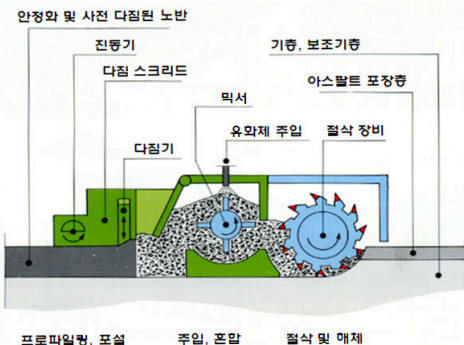 안정화 및 사전 다짐된 노반
진동기
기층, 보조기층
다짐 스크리드
아스팔트 포장층
믹서
유화제 주입
절삭 장비
다짐기
프로파일링, 포설
주입, 혼합
절삭 및 해체